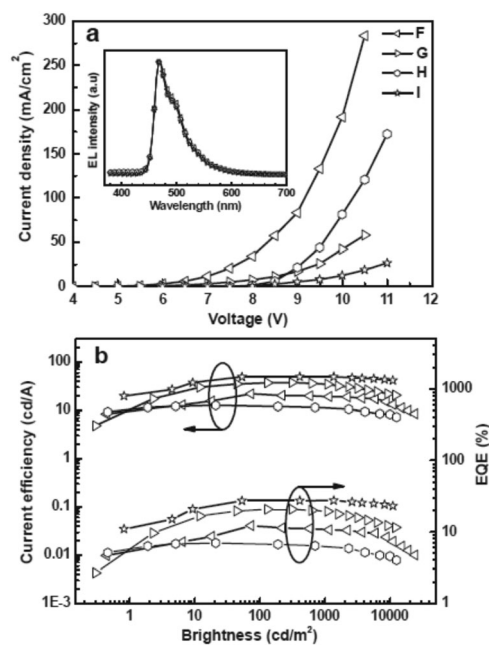 a
F
G
H
I
Current density (mA/cm²)
300
250
200
150
100
50
0
EL intensity (a.u)
400 500 600 700
Wavelength (nm)
4 5 6 7 8 9 10 11 12
Voltage (V)
b
Current efficiency (cd/A)
100
10
1
0.1
0.01
1E-3
EQE (%)
1000
100
10
1
1 10 100 1000 10000
Brightness (cd/m²)